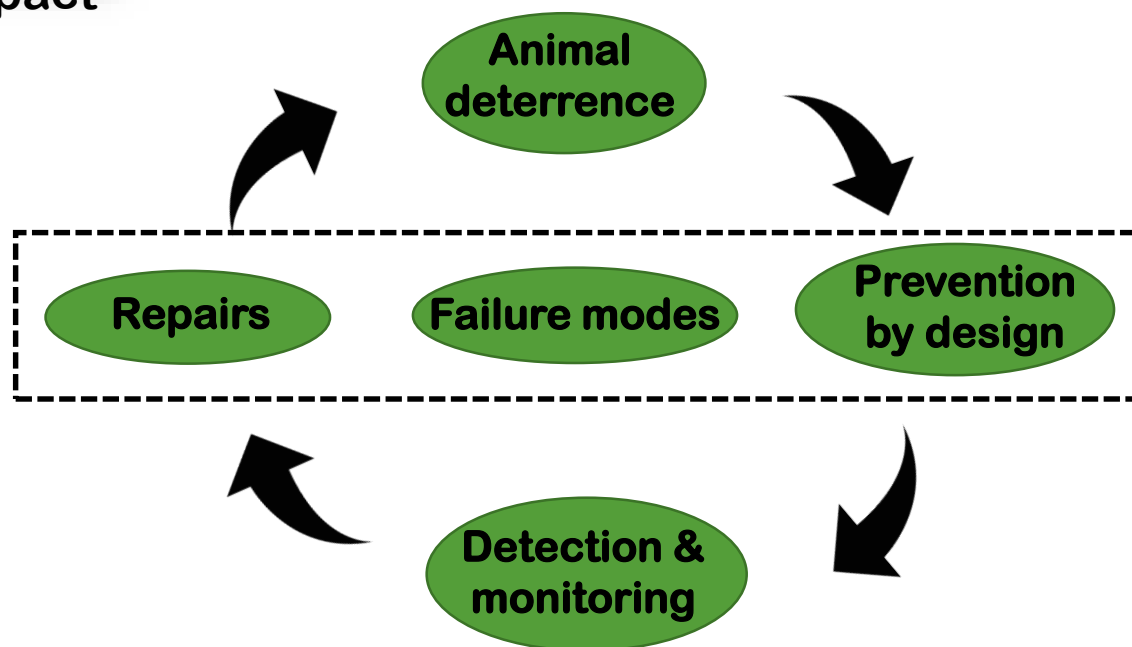 Animal
deterrence
Repairs
Failure modes
Prevention
by design
Detection &
monitoring